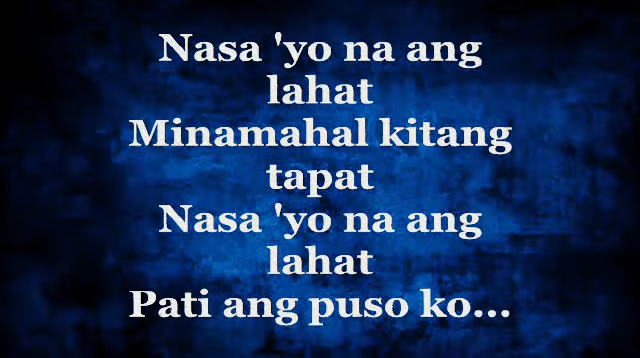 Nasa 'yo na ang
lahat
Minamahal kitang
tapat
Nasa 'yo na ang
lahat
Pati ang puso ko...